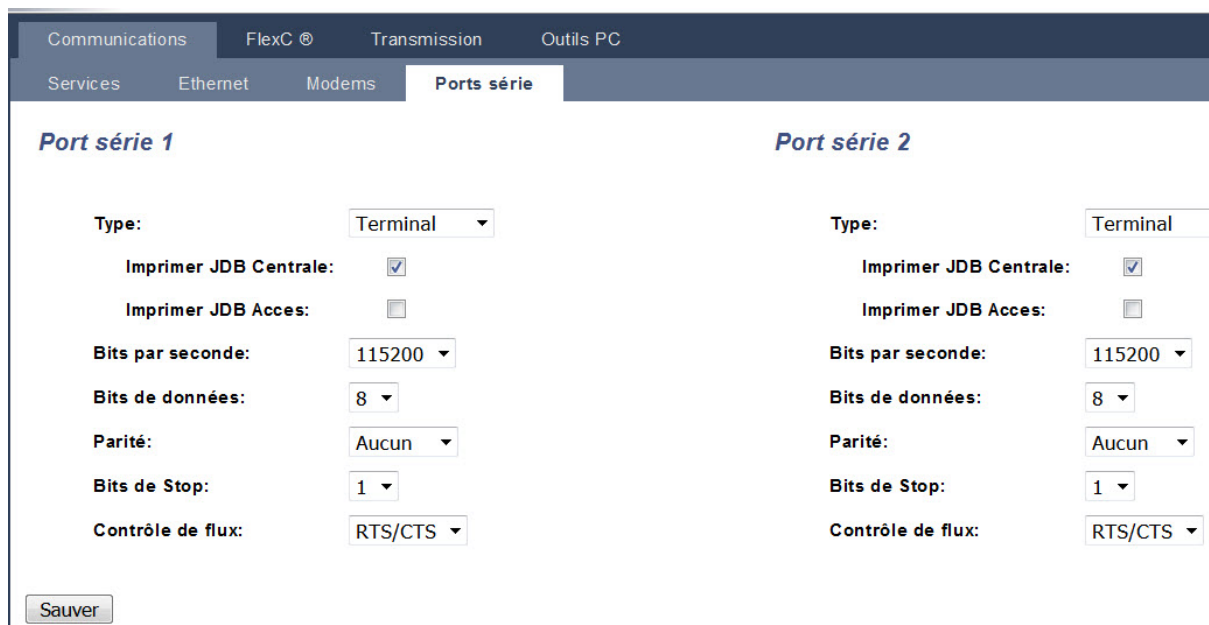 Communications FlexC ® Transmission Outils PC
Services Ethernet Modems Ports série
Port série 1 Port série 2
Type: Terminal Type: Terminal
Imprimer JDB Centrale: Imprimer JDB Centrale:
Imprimer JDB Acces: Imprimer JDB Acces:
Bits par seconde: 115200 Bits par seconde: 115200
Bits de données: 8 Bits de données: 8
Parité: Aucun Parité: Aucun
Bits de Stop: 1 Bits de Stop: 1
Contrôle de flux: RTS/CTS Contrôle de flux: RTS/CTS
Sauver